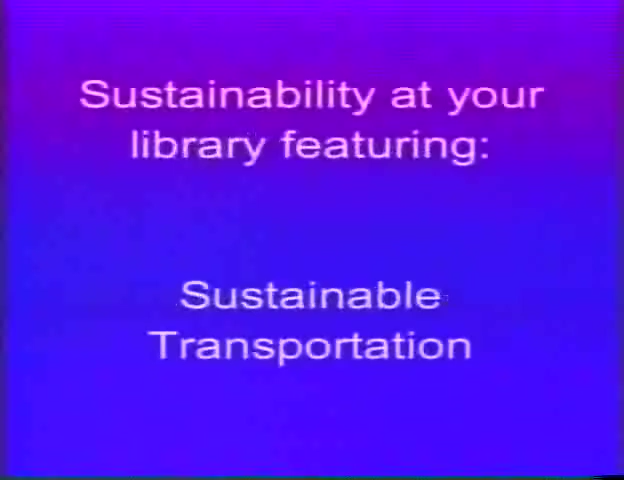 Sustainability at your
library featuring:
Sustainable
Transportation